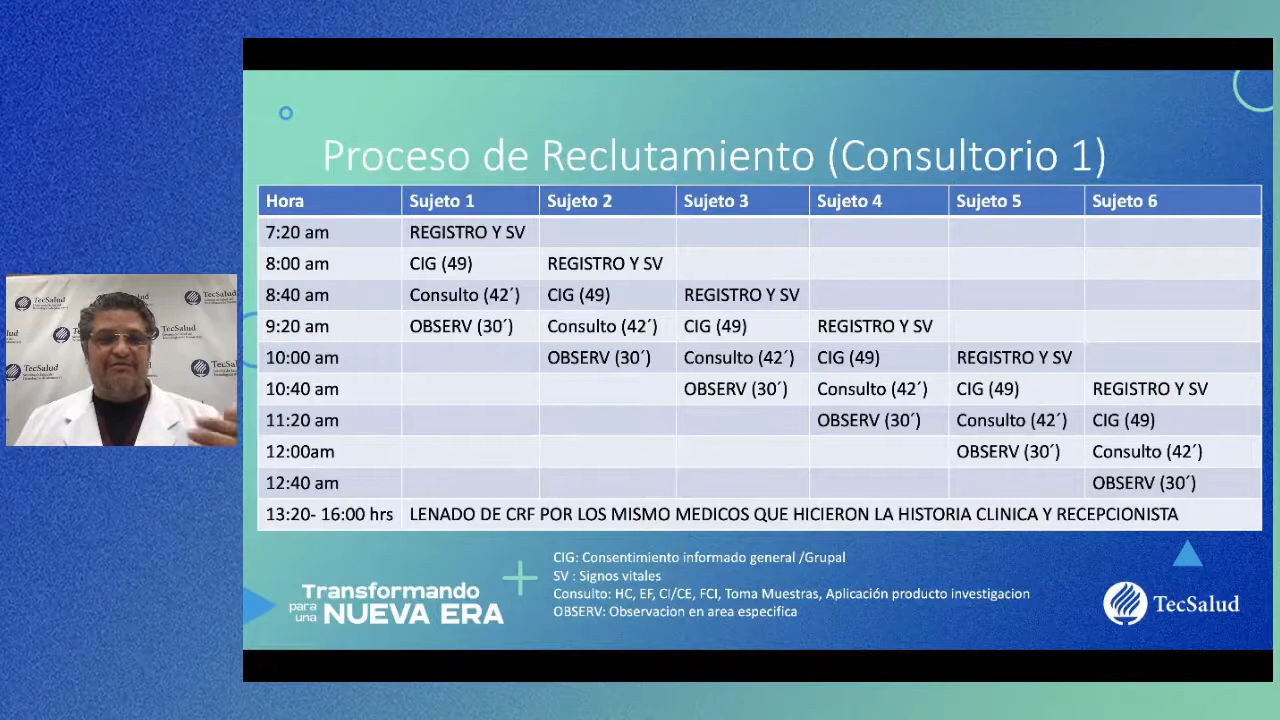 Proceso de Reclutamiento (Consultorio 1)
Hora Sujeto 1 Sujeto 2 Sujeto 3 Sujeto 4 Sujeto 5 Sujeto 6
7:20 am REGISTRO Y SV
8:00 am CIG (49) REGISTRO Y SV
8:40 am Consulto (42´) CIG (49) REGISTRO Y SV
9:20 am OBSERV (30´) Consulto (42´) CIG (49) REGISTRO Y SV
10:00 am OBSERV (30´) Consulto (42´) CIG (49) REGISTRO Y SV
10:40 am OBSERV (30´) Consulto (42´) CIG (49) REGISTRO Y SV
11:20 am OBSERV (30´) Consulto (42´) CIG (49)
12:00am OBSERV (30´) Consulto (42´)
12:40 am OBSERV (30´)
13:20- 16:00 hrs LENADO DE CRF POR LOS MISMO MEDICOS QUE HICIERON LA HISTORIA CLINICA Y RECEPCIONISTA
CIG: Consentimiento informado general /Grupal
SV : Signos vitales
Consulto: HC, EF, CI/CE, FCI, Toma Muestras, Aplicación producto investigacion
OBSERV: Observacion en area especifica
Transformando
para una NUEVA ERA
TecSalud
TecSalud
TecSalud
TecSalud
TecSalud